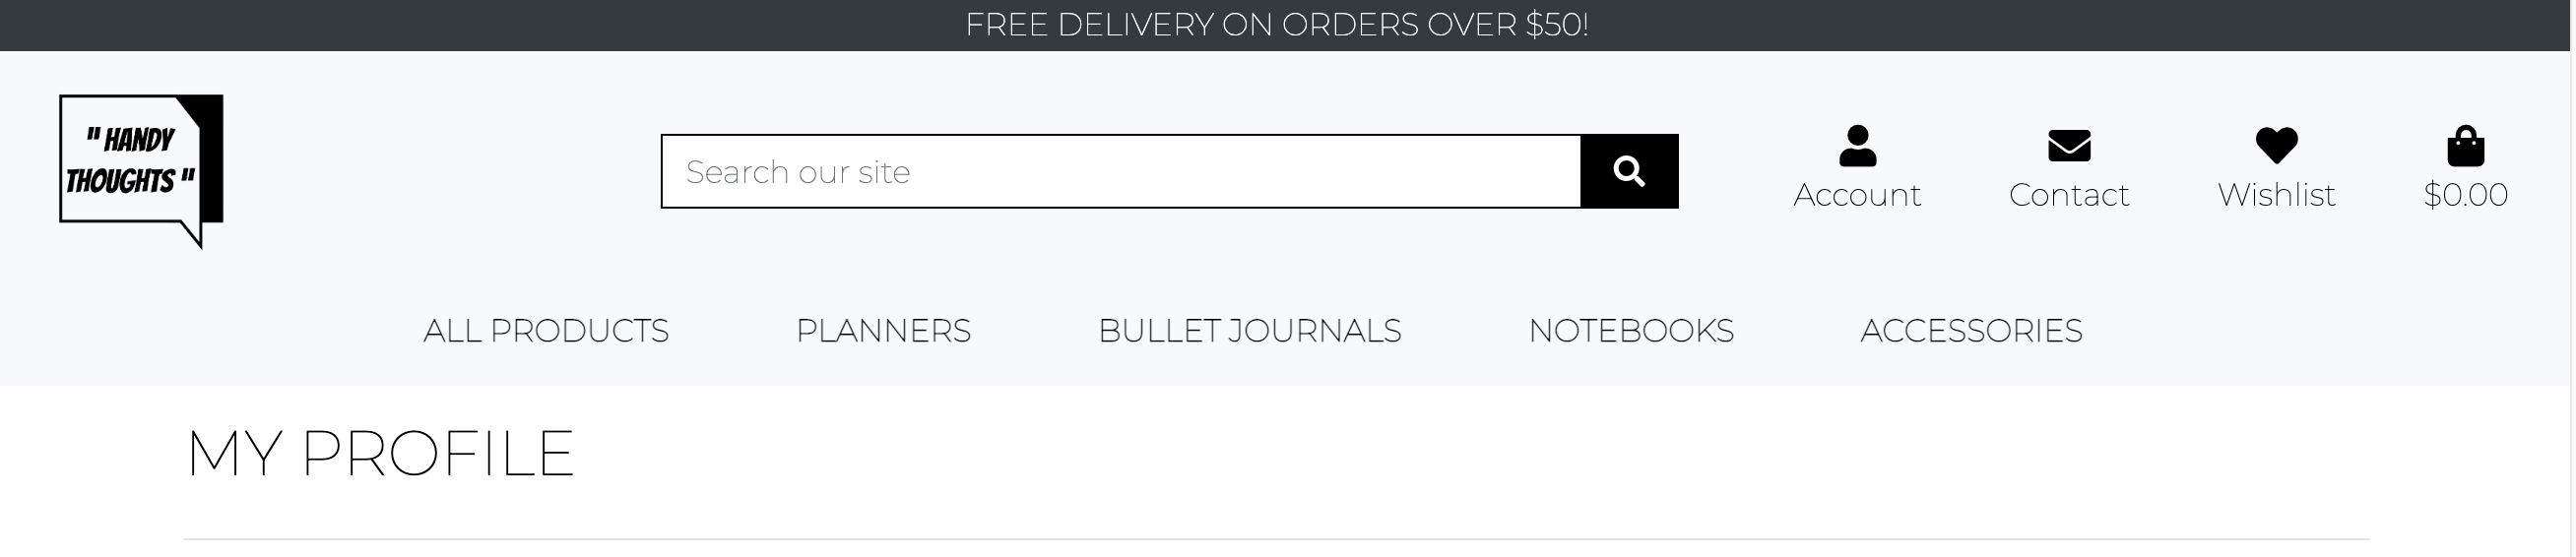 FREE DELIVERY ON ORDERS OVER $50!
" HANDY
THOUGHTS "
Search our site
Account
Contact
Wishlist
$0.00
ALL PRODUCTS
PLANNERS
BULLET JOURNALS
NOTEBOOKS
ACCESSORIES
MY PROFILE